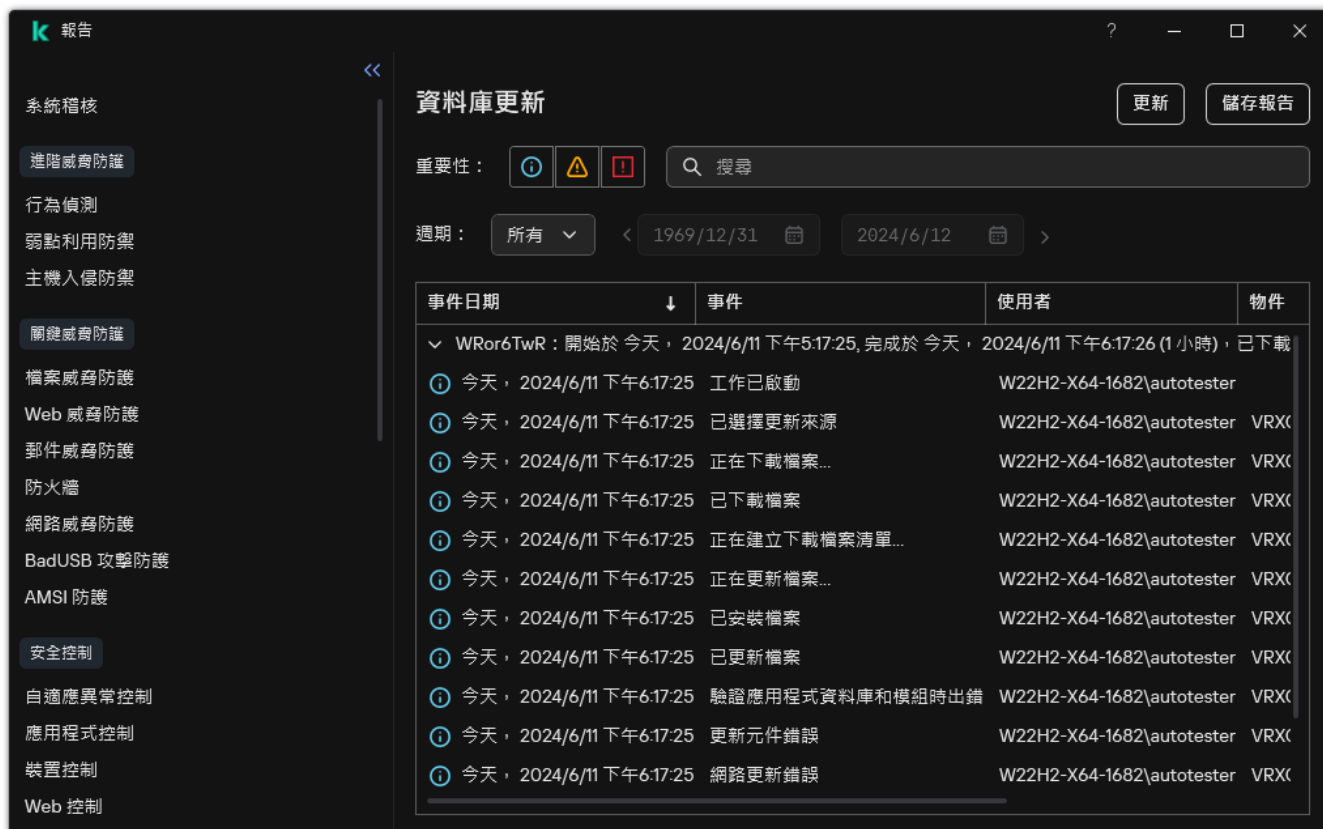 報告
?
系統稽核
進階威脅防護
行為偵測
弱點利用防禦
主機入侵防禦
關鍵威脅防護
檔案威脅防護
Web 威脅防護
郵件威脅防護
防火牆
網路威脅防護
BadUSB 攻擊防護
AMSI 防護
安全控制
自適應異常控制
應用程式控制
裝置控制
Web 控制
資料庫更新
更新
儲存報告
重要性：
搜尋
週期：
所有
1969/12/31
2024/6/12
事件日期 ↓ 事件 使用者 物件
WRor6TwR：開始於 今天， 2024/6/11 下午5:17:25, 完成於 今天， 2024/6/11 下午6:17:26 (1 小時)，已下載
今天， 2024/6/11 下午6:17:25 工作已啟動 W22H2-X64-1682\autotester
今天， 2024/6/11 下午6:17:25 已選擇更新來源 W22H2-X64-1682\autotester VRX
今天， 2024/6/11 下午6:17:25 正在下載檔案... W22H2-X64-1682\autotester VRX
今天， 2024/6/11 下午6:17:25 已下載檔案 W22H2-X64-1682\autotester VRX
今天， 2024/6/11 下午6:17:25 正在建立下載檔案清單... W22H2-X64-1682\autotester VRX
今天， 2024/6/11 下午6:17:25 正在更新檔案... W22H2-X64-1682\autotester VRX
今天， 2024/6/11 下午6:17:25 已安裝檔案 W22H2-X64-1682\autotester VRX
今天， 2024/6/11 下午6:17:25 已更新檔案 W22H2-X64-1682\autotester VRX
今天， 2024/6/11 下午6:17:25 驗證應用程式資料庫和模組時出錯 W22H2-X64-1682\autotester VRX
今天， 2024/6/11 下午6:17:25 更新元件錯誤 W22H2-X64-1682\autotester VRX
今天， 2024/6/11 下午6:17:25 網路更新錯誤 W22H2-X64-1682\autotester VRX